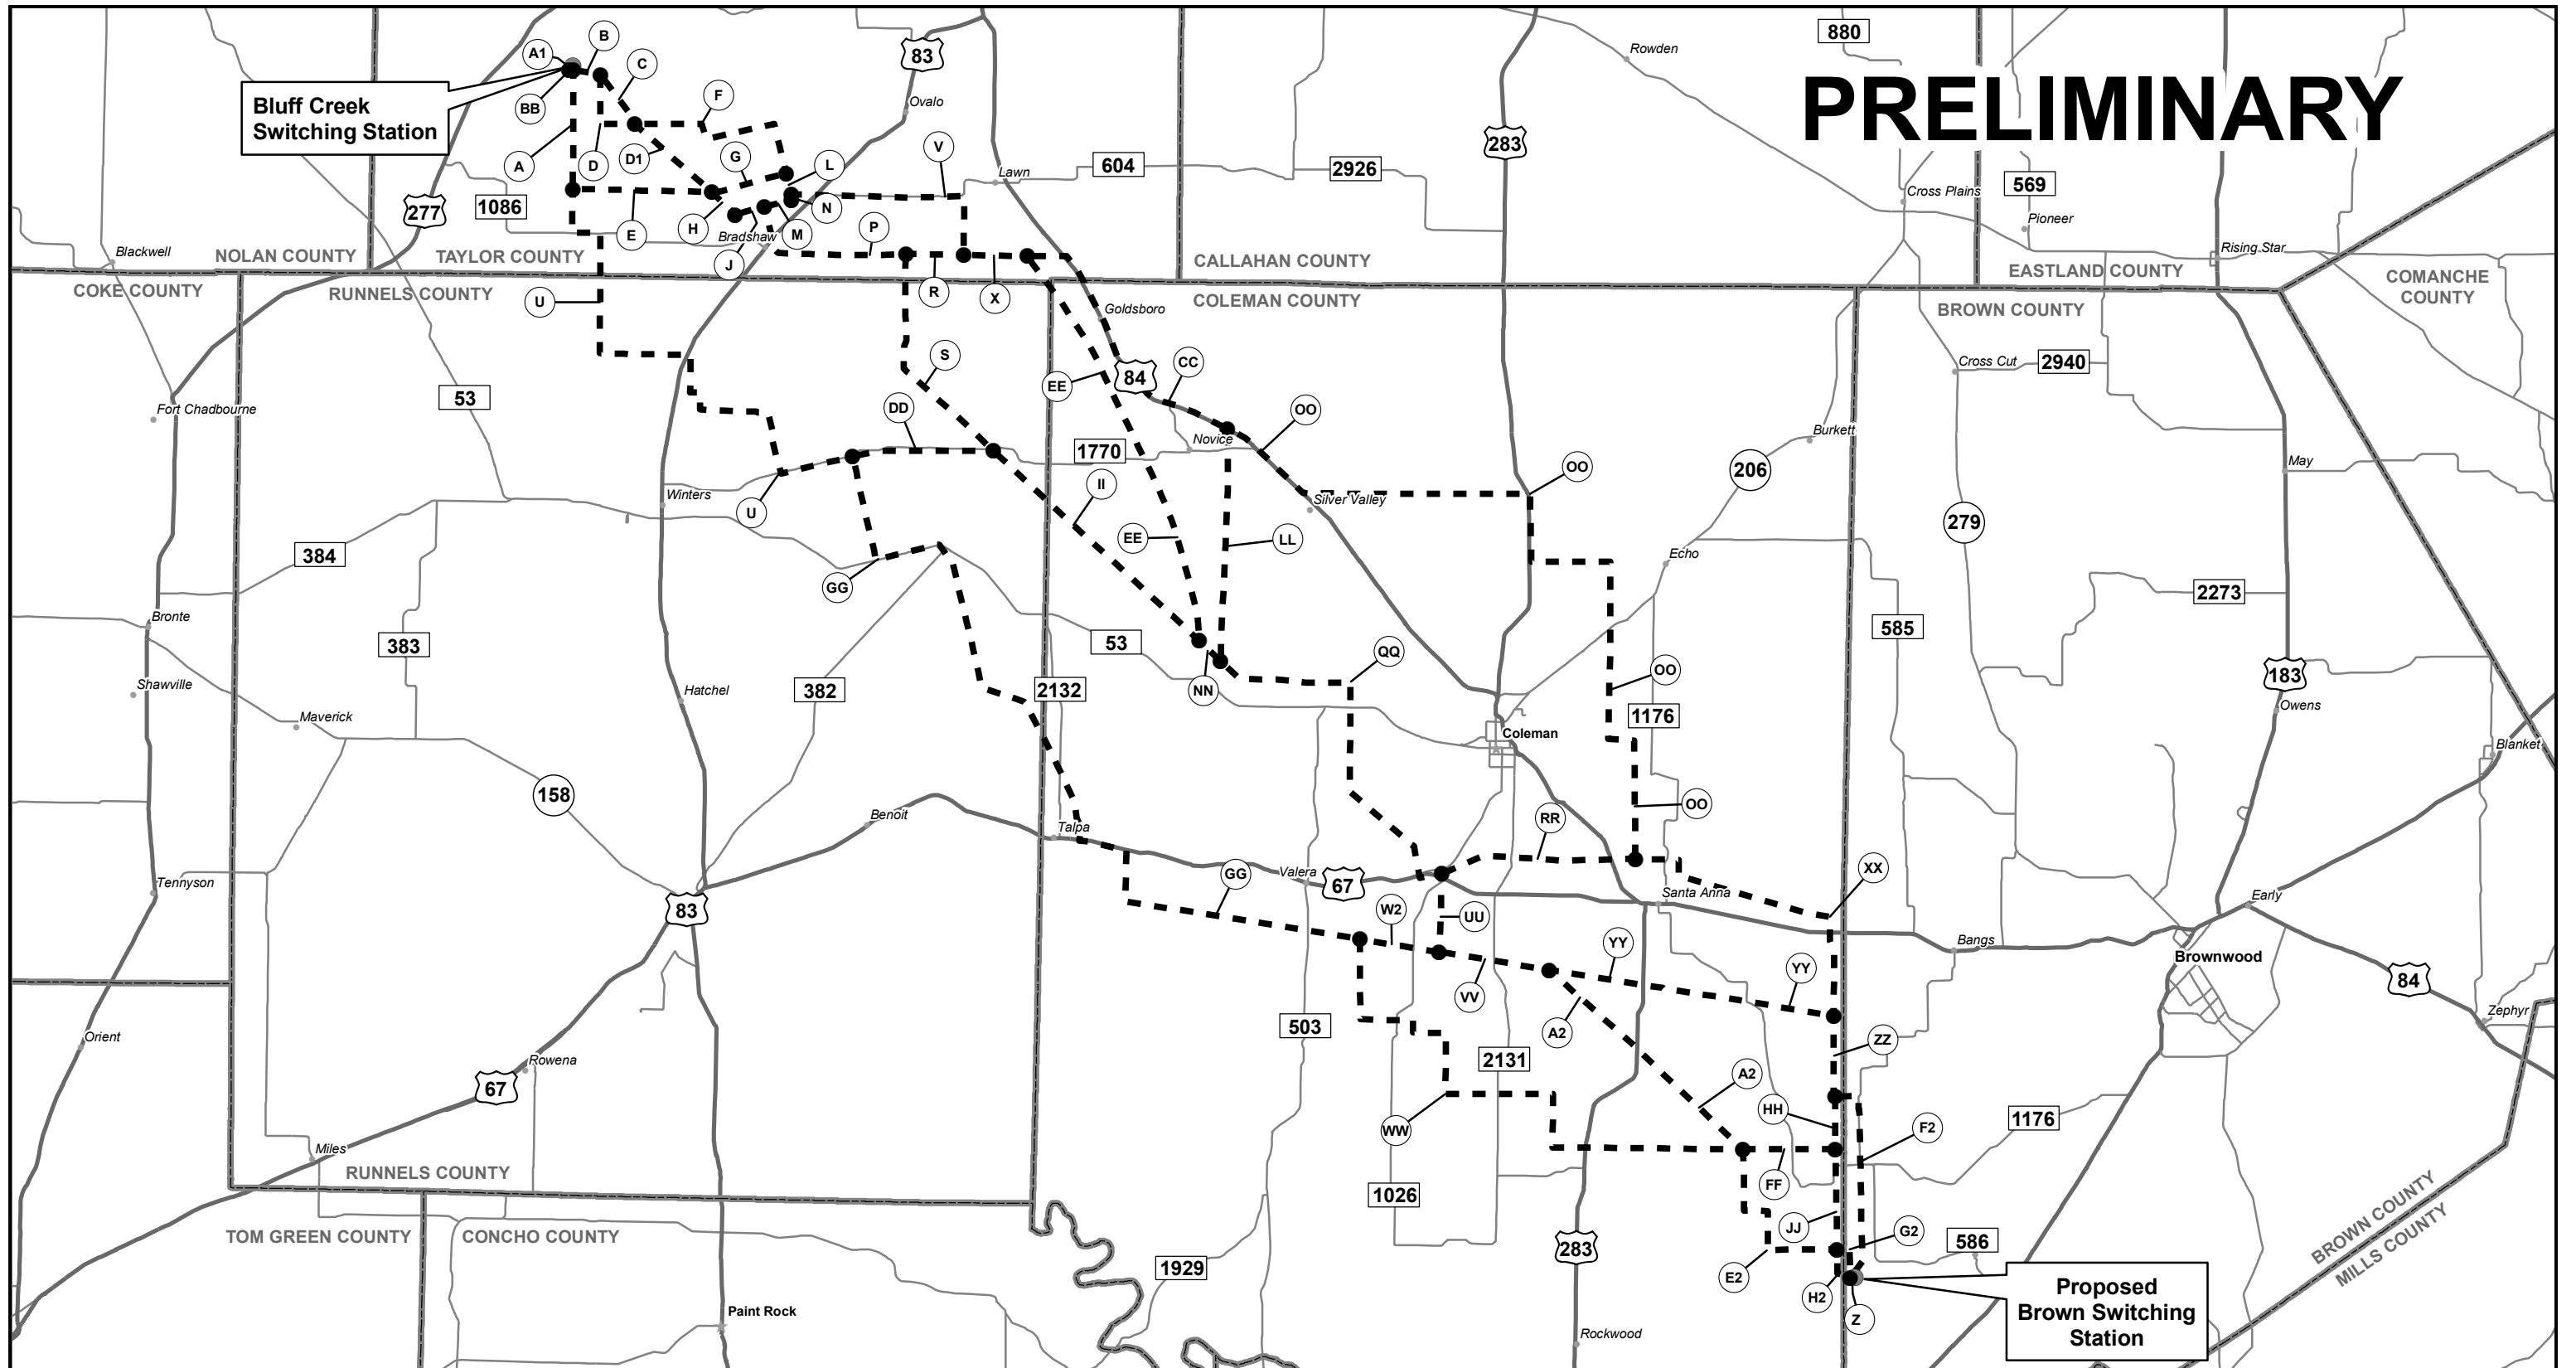 PRELIMINARY
Bluff Creek
Switching Station
Proposed
Brown Switching
Station
A1
B
C
BB
F
A
D
D1
G
L
V
E
H
J
M
N
P
R
X
U
S
EE
CC
DD
OO
OO
U
II
EE
LL
GG
NN
QQ
OO
OO
RR
XX
GG
W2
UU
VV
YY
YY
A2
ZZ
A2
HH
WW
F2
FF
JJ
G2
E2
H2
Z
83
880
Rowden
Ovalo
283
277
1086
Lawn
604
2926
Cross Plains
569
Pioneer
Rising Star
Bradshaw
Blackwell
NOLAN COUNTY
TAYLOR COUNTY
CALLAHAN COUNTY
EASTLAND COUNTY
COMANCHE
COUNTY
COKE COUNTY
RUNNELS COUNTY
COLEMAN COUNTY
BROWN COUNTY
Goldsboro
84
53
Fort Chadbourne
Cross Cut
2940
1770
Novice
Burkett
206
May
Winters
Silver Valley
279
384
Echo
Bronte
2273
383
53
585
Shawville
Maverick
Hatchel
382
2132
1176
183
Owens
Coleman
Blanket
158
Benoit
Talpa
Valera
67
Santa Anna
Tennyson
83
Early
Bangs
Brownwood
84
Zephyr
Orient
503
Rowena
67
2131
1176
Miles
RUNNELS COUNTY
1026
TOM GREEN COUNTY
CONCHO COUNTY
283
586
BROWN COUNTY
MILLS COUNTY
1929
Paint Rock
Rockwood